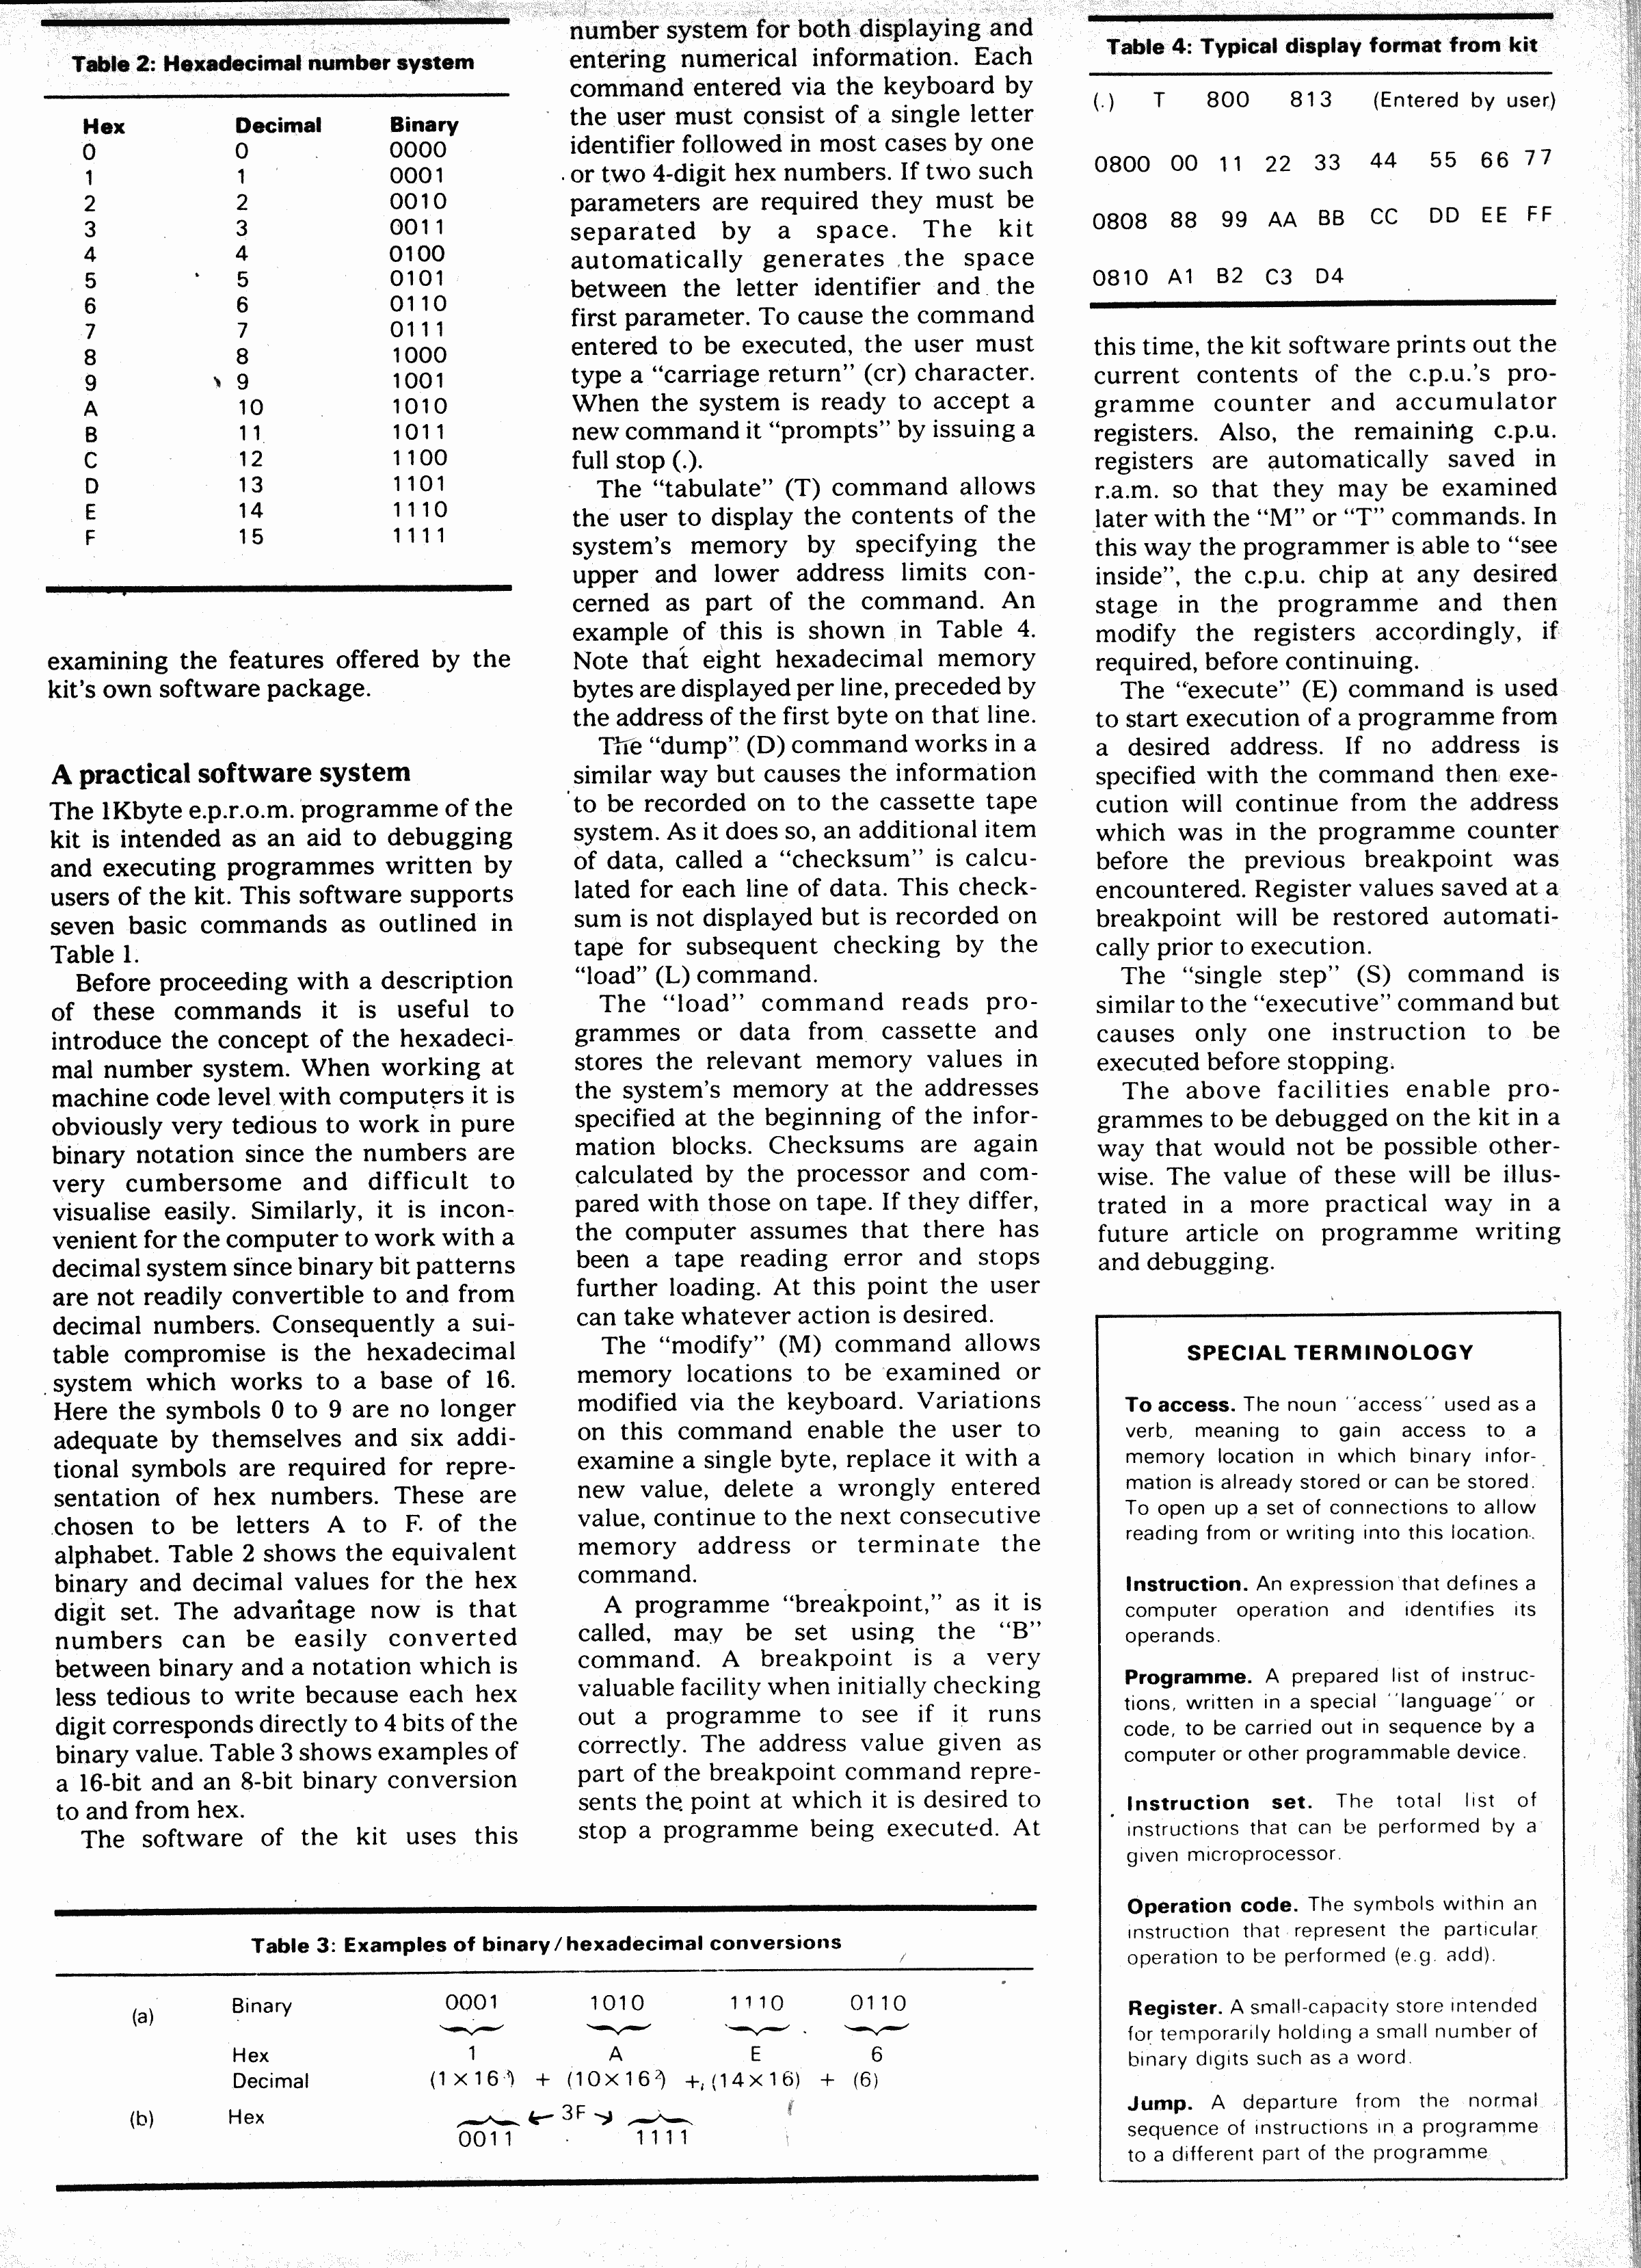 Table 2: Hexadecimal number system
Hex Decimal Binary
0 0 0000
1 1 0001
2 2 0010
3 3 0011
4 4 0100
5 5 0101
6 6 0110
7 7 0111
8 8 1000
9 9 1001
A 10 1010
B 11 1011
C 12 1100
D 13 1101
E 14 1110
F 15 1111
examining the features offered by the
kit's own software package.
A practical software system
The 1Kbyte e.p.r.o.m. programme of the
kit is intended as an aid to debugging
and executing programmes written by
users of the kit. This software supports
seven basic commands as outlined in
Table 1.
Before proceeding with a description
of these commands it is useful to
introduce the concept of the hexadeci-
mal number system. When working at
machine code level with computers it is
obviously very tedious to work in pure
binary notation since the numbers are
very cumbersome and difficult to
visualise easily. Similarly, it is incon-
venient for the computer to work with a
decimal system since binary bit patterns
are not readily convertible to and from
decimal numbers. Consequently a sui-
table compromise is the hexadecimal
system which works to a base of 16.
Here the symbols 0 to 9 are no longer
adequate by themselves and six addi-
tional symbols are required for repre-
sentation of hex numbers. These are
chosen to be letters A to F. of the
alphabet. Table 2 shows the equivalent
binary and decimal values for the hex
digit set. The advantage now is that
numbers can be easily converted
between binary and a notation which is
less tedious to write because each hex
digit corresponds directly to 4 bits of the
binary value. Table 3 shows examples of
a 16-bit and an 8-bit binary conversion
to and from hex.
The software of the kit uses this
number system for both displaying and
entering numerical information. Each
command entered via the keyboard by
the user must consist of a single letter
identifier followed in most cases by one
or two 4-digit hex numbers. If two such
parameters are required they must be
separated by a space. The kit
automatically generates the space
between the letter identifier and the
first parameter. To cause the command
entered to be executed, the user must
type a "carriage return" (cr) character.
When the system is ready to accept a
new command it "prompts" by issuing a
full stop (.).
The "tabulate" (T) command allows
the user to display the contents of the
system's memory by specifying the
upper and lower address limits con-
cerned as part of the command. An
example of this is shown in Table 4.
Note that eight hexadecimal memory
bytes are displayed per line, preceded by
the address of the first byte on that line.
The "dump" (D) command works in a
similar way but causes the information
to be recorded on to the cassette tape
system. As it does so, an additional item
of data, called a "checksum" is calcu-
lated for each line of data. This check-
sum is not displayed but is recorded on
tape for subsequent checking by the
"load" (L) command.
The "load" command reads pro-
grammes or data from cassette and
stores the relevant memory values in
the system's memory at the addresses
specified at the beginning of the infor-
mation blocks. Checksums are again
calculated by the processor and com-
pared with those on tape. If they differ,
the computer assumes that there has
been a tape reading error and stops
further loading. At this point the user
can take whatever action is desired.
The "modify" (M) command allows
memory locations to be examined or
modified via the keyboard. Variations
on this command enable the user to
examine a single byte, replace it with a
new value, delete a wrongly entered
value, continue to the next consecutive
memory address or terminate the
command.
A programme "breakpoint," as it is
called, may be set using the "B"
command. A breakpoint is a very
valuable facility when initially checking
out a programme to see if it runs
correctly. The address value given as
part of the breakpoint command repre-
sents the point at which it is desired to
stop a programme being executed. At
Table 4: Typical display format from kit
(.) T 800 813 (Entered by user)
0800 00 11 22 33 44 55 66 77
0808 88 99 AA BB CC DD EE FF
0810 A1 B2 C3 D4
this time, the kit software prints out the
current contents of the c.p.u.'s pro-
gramme counter and accumulator
registers. Also, the remaining c.p.u.
registers are automatically saved in
r.a.m. so that they may be examined
later with the "M" or "T" commands. In
this way the programmer is able to "see
inside", the c.p.u. chip at any desired
stage in the programme and then
modify the registers accordingly, if
required, before continuing.
The "execute" (E) command is used
to start execution of a programme from
a desired address. If no address is
specified with the command then exe-
cution will continue from the address
which was in the programme counter
before the previous breakpoint was
encountered. Register values saved at a
breakpoint will be restored automati-
cally prior to execution.
The "single step" (S) command is
similar to the "executive" command but
causes only one instruction to be
executed before stopping.
The above facilities enable pro-
grammes to be debugged on the kit in a
way that would not be possible other-
wise. The value of these will be illus-
trated in a more practical way in a
future article on programme writing
and debugging.
SPECIAL TERMINOLOGY
To access. The noun "access" used as a
verb, meaning to gain access to a
memory location in which binary infor-
mation is already stored or can be stored.
To open up a set of connections to allow
reading from or writing into this location.
Instruction. An expression that defines a
computer operation and identifies its
operands.
Programme. A prepared list of instruc-
tions, written in a special "language" or
code, to be carried out in sequence by a
computer or other programmable device.
Instruction set. The total list of
instructions that can be performed by a
given microprocessor.
Operation code. The symbols within an
instruction that represent the particular
operation to be performed (e.g. add).
Register. A small-capacity store intended
for temporarily holding a small number of
binary digits such as a word.
Jump. A departure from the normal
sequence of instructions in a programme
to a different part of the programme
Table 3: Examples of binary/hexadecimal conversions
(a) Binary 0001 1010 1110 0110
Hex 1 A E 6
Decimal (1×16³) + (10×16²) + (14×16) + (6)
(b) Hex ← 3F →
0011 1111